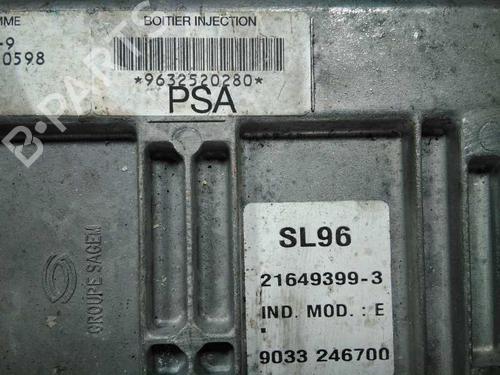 MME
BOITIER INJECTION
-9
0598
*9632520280*
PSA
B-PARTS
GROUPE SAGEM
SL96
21649399-3
IND. MOD. : E
9033 246700